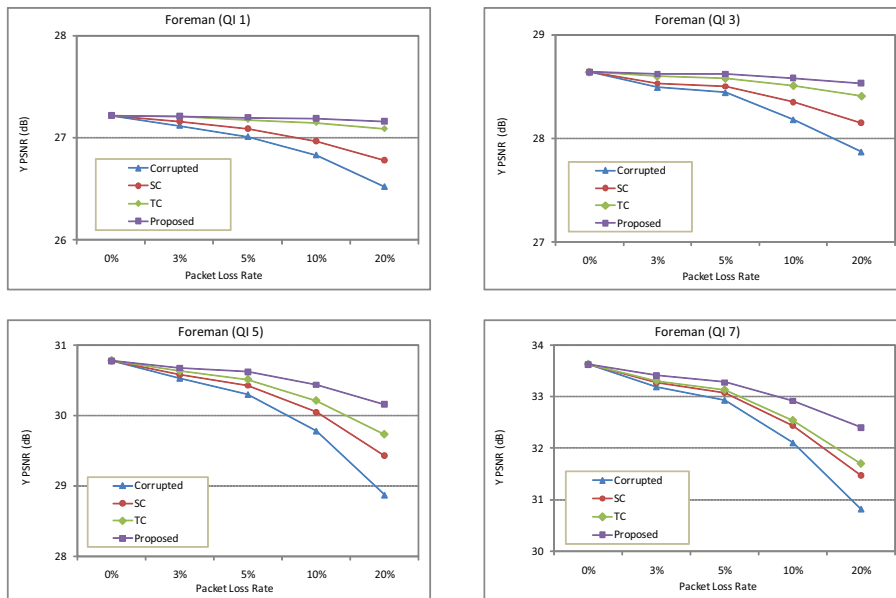 Foreman (QI 1)
28
27
26
Y PSNR (dB)
Corrupted
SC
TC
Proposed
0% 3% 5% 10% 20%
Packet Loss Rate
Foreman (QI 3)
29
28
27
Y PSNR (dB)
Corrupted
SC
TC
Proposed
0% 3% 5% 10% 20%
Packet Loss Rate
Foreman (QI 5)
31
30
29
28
Y PSNR (dB)
Corrupted
SC
TC
Proposed
0% 3% 5% 10% 20%
Packet Loss Rate
Foreman (QI 7)
34
33
32
31
30
Y PSNR (dB)
Corrupted
SC
TC
Proposed
0% 3% 5% 10% 20%
Packet Loss Rate